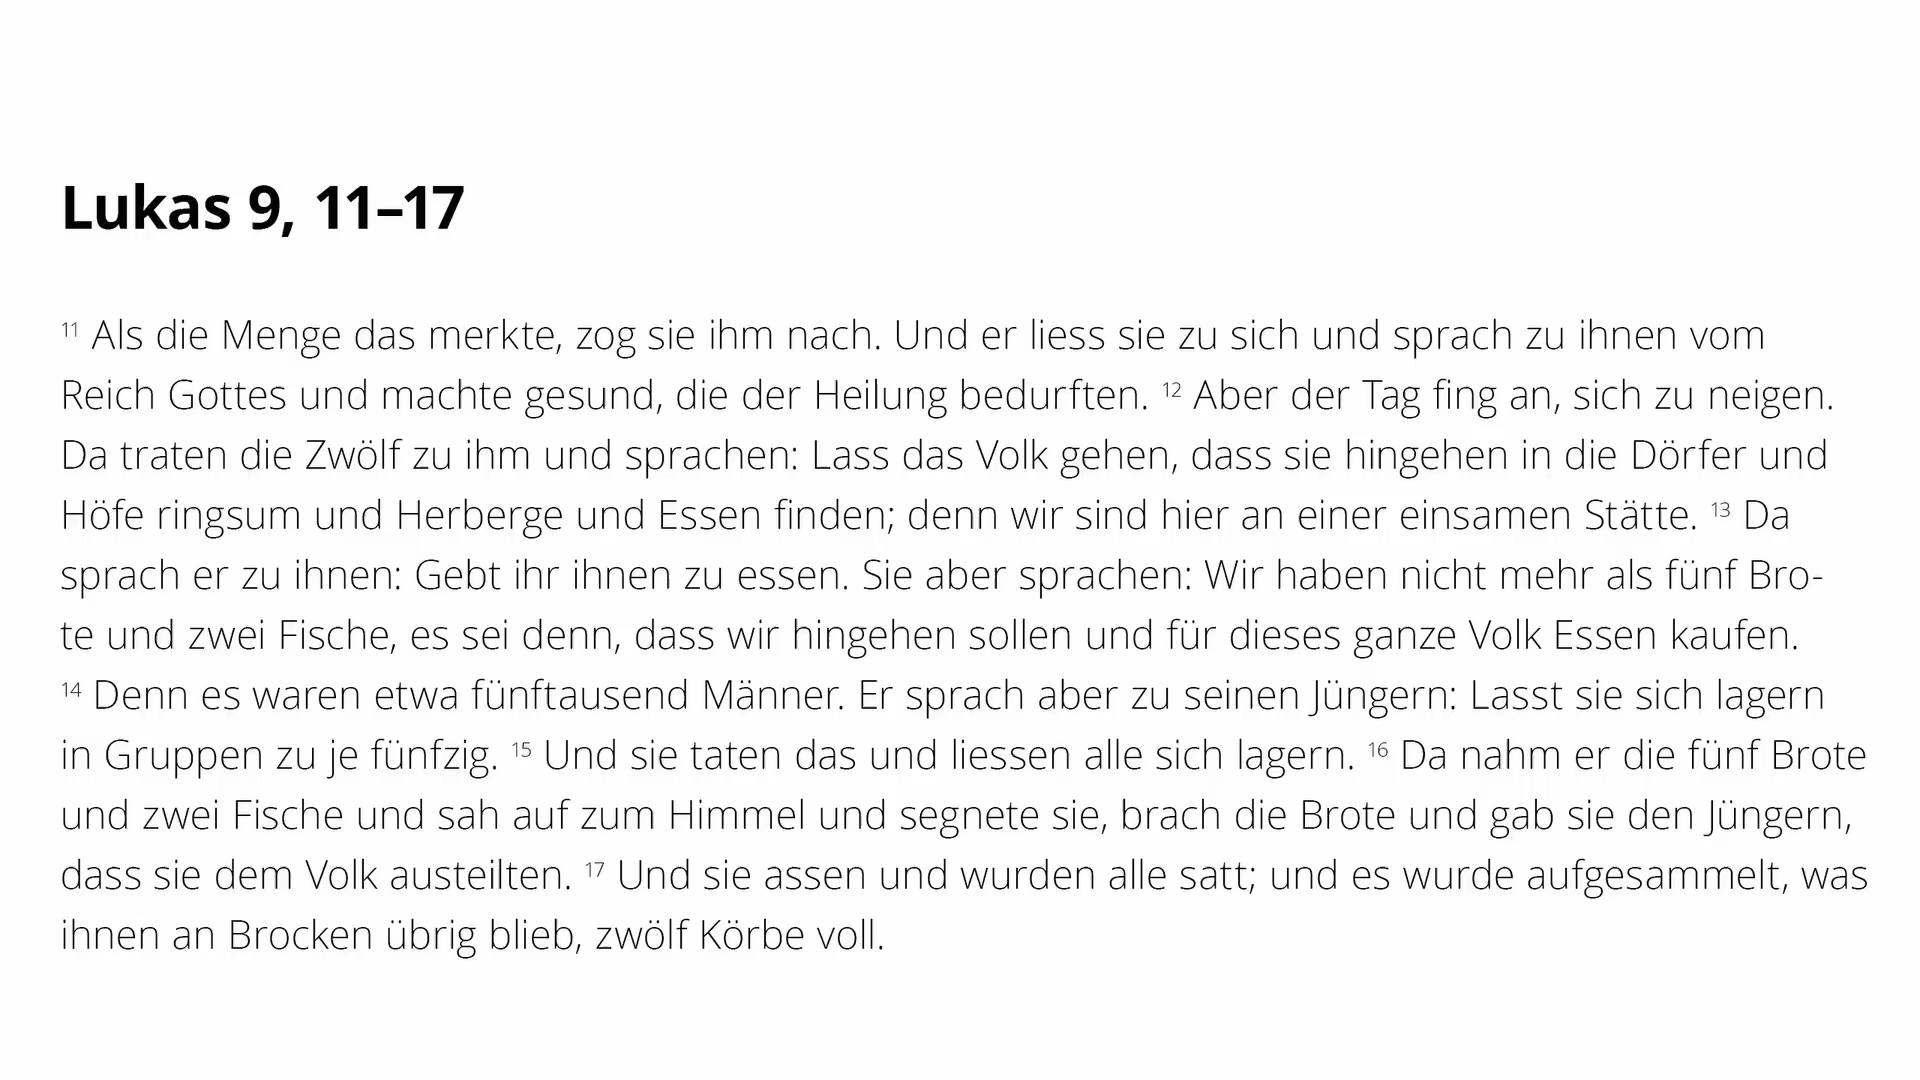 Lukas 9, 11–17
11 Als die Menge das merkte, zog sie ihm nach. Und er liess sie zu sich und sprach zu ihnen vom
Reich Gottes und machte gesund, die der Heilung bedurften. 12 Aber der Tag fing an, sich zu neigen.
Da traten die Zwölf zu ihm und sprachen: Lass das Volk gehen, dass sie hingehen in die Dörfer und
Höfe ringsum und Herberge und Essen finden; denn wir sind hier an einer einsamen Stätte. 13 Da
sprach er zu ihnen: Gebt ihr ihnen zu essen. Sie aber sprachen: Wir haben nicht mehr als fünf Bro-
te und zwei Fische, es sei denn, dass wir hingehen sollen und für dieses ganze Volk Essen kaufen.
14 Denn es waren etwa fünftausend Männer. Er sprach aber zu seinen Jüngern: Lasst sie sich lagern
in Gruppen zu je fünfzig. 15 Und sie taten das und liessen alle sich lagern. 16 Da nahm er die fünf Brote
und zwei Fische und sah auf zum Himmel und segnete sie, brach die Brote und gab sie den Jüngern,
dass sie dem Volk austeilten. 17 Und sie assen und wurden alle satt; und es wurde aufgesammelt, was
ihnen an Brocken übrig blieb, zwölf Körbe voll.